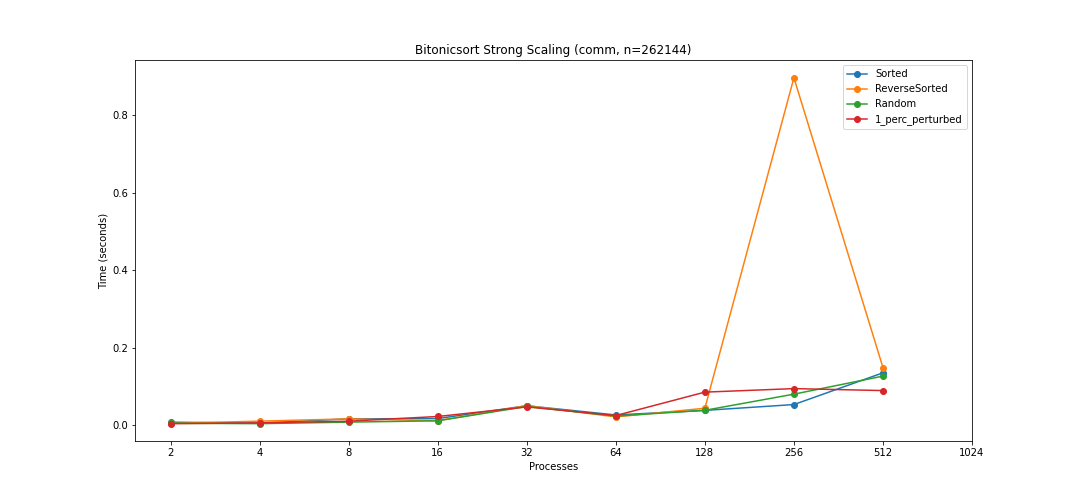 Bitonicsort Strong Scaling (comm, n=262144)
Sorted
ReverseSorted
Random
1_perc_perturbed
Time (seconds)
0.8
0.6
0.4
0.2
0.0
2 4 8 16 32 64 128 256 512 1024
Processes